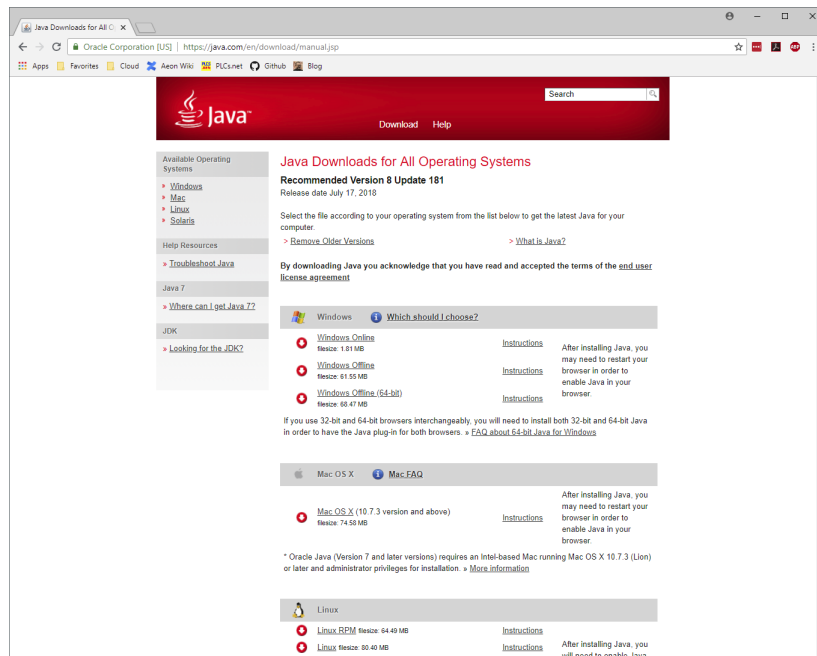 Java Downloads for All O
Oracle Corporation [US] | https://java.com/en/download/manual.jsp
Apps Favorites Cloud Aeon Wiki PLCs.net Github Blog
Java
Search
Download Help
Available Operating
Systems
Windows
Mac
Linux
Solaris
Help Resources
» Troubleshoot Java
Java 7
» Where can I get Java 7?
JDK
» Looking for the JDK?
Java Downloads for All Operating Systems
Recommended Version 8 Update 181
Release date July 17, 2018
Select the file according to your operating system from the list below to get the latest Java for your
computer.
> Remove Older Versions > What is Java?
By downloading Java you acknowledge that you have read and accepted the terms of the end user
license agreement
Windows Which should I choose?
Windows Online
filesize: 1.81 MB
Instructions
Windows Offline
filesize: 61.55 MB
Instructions
Windows Offline (64-bit)
filesize: 68.47 MB
Instructions
After installing Java, you
may need to restart your
browser in order to
enable Java in your
browser.
If you use 32-bit and 64-bit browsers interchangeably, you will need to install both 32-bit and 64-bit Java
in order to have the Java plug-in for both browsers. » FAQ about 64-bit Java for Windows
Mac OS X Mac FAQ
Mac OS X (10.7.3 version and above)
filesize: 74.58 MB
Instructions
After installing Java, you
may need to restart your
browser in order to
enable Java in your
browser.
* Oracle Java (Version 7 and later versions) requires an Intel-based Mac running Mac OS X 10.7.3 (Lion)
or later and administrator privileges for installation. » More information
Linux
Linux RPM filesize: 64.49 MB
Instructions
Linux filesize: 80.40 MB
Instructions
After installing Java, you
will need to enable Java